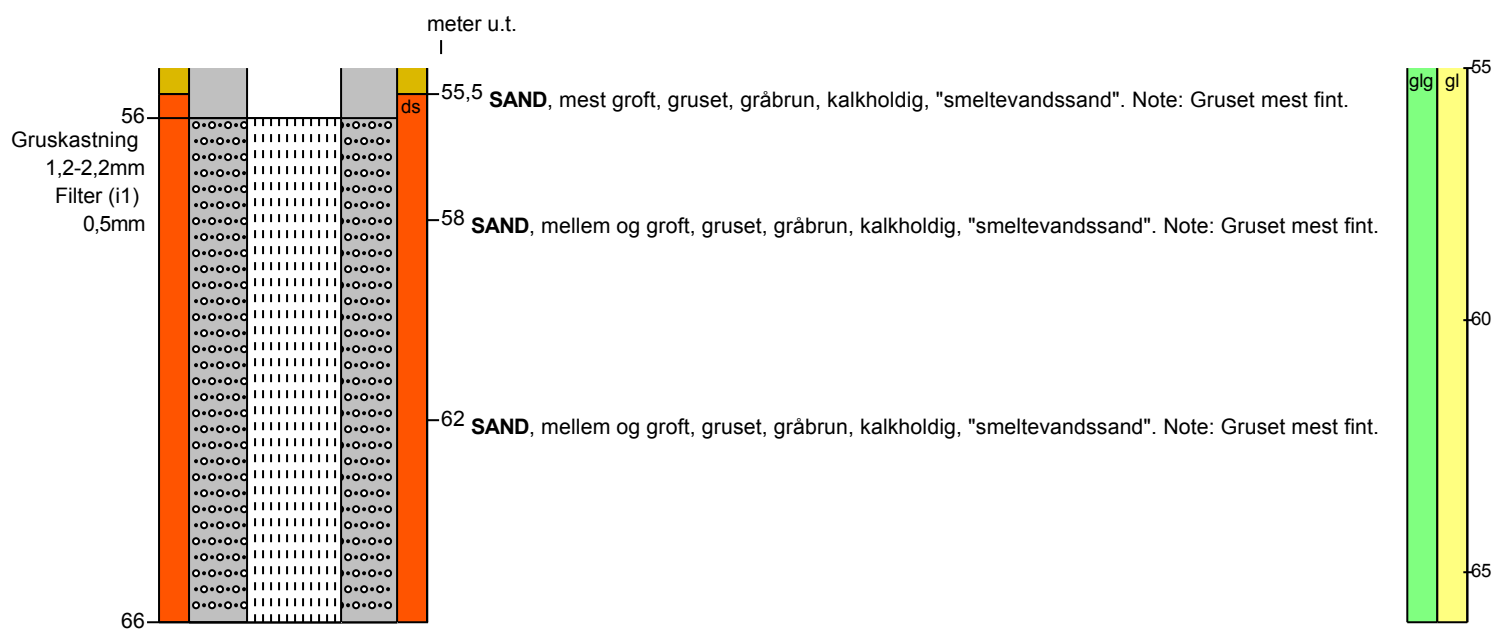 meter u.t.
55
glg gl
55,5 SAND, mest groft, gruset, gråbrun, kalkholdig, "smeltevandssand". Note: Gruset mest fint.
ds
56
Gruskastning
1,2-2,2mm
Filter (i1)
0,5mm
58 SAND, mellem og groft, gruset, gråbrun, kalkholdig, "smeltevandssand". Note: Gruset mest fint.
60
62 SAND, mellem og groft, gruset, gråbrun, kalkholdig, "smeltevandssand". Note: Gruset mest fint.
65
66